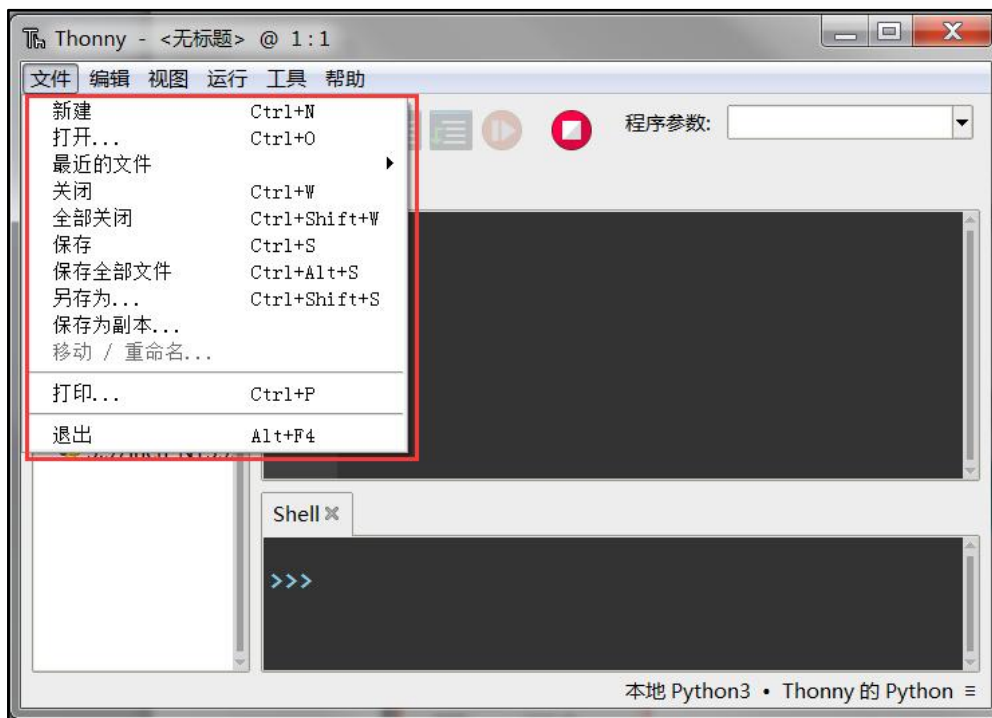 Thonny - <无标题> @ 1:1
文件 编辑 视图 运行 工具 帮助
新建 Ctrl+N
打开... Ctrl+O
最近的文件
关闭 Ctrl+W
全部关闭 Ctrl+Shift+W
保存 Ctrl+S
保存全部文件 Ctrl+Alt+S
另存为... Ctrl+Shift+S
保存为副本...
移动 / 重命名...
打印... Ctrl+P
退出 Alt+F4
程序参数:
Shell
>>>
本地 Python3 • Thonny 的 Python ≡